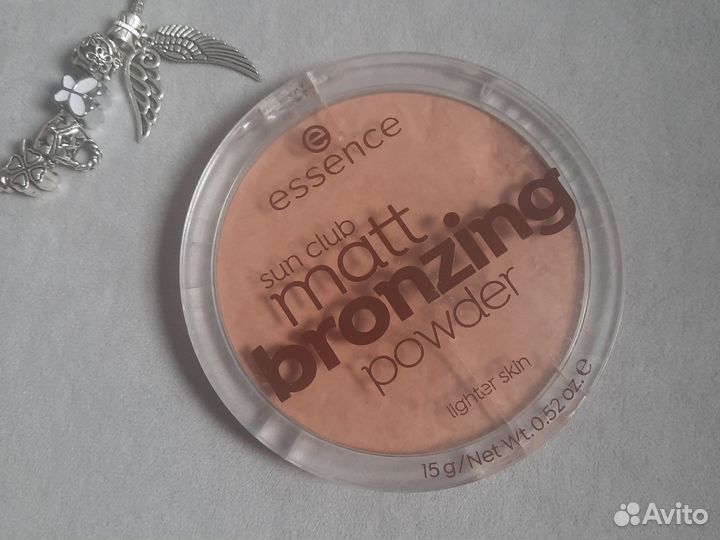 e
essence
sun club
matt
bronzing
powder
lighter skin
15 g/Net Wt. 0.52 oz. ℮
Avito